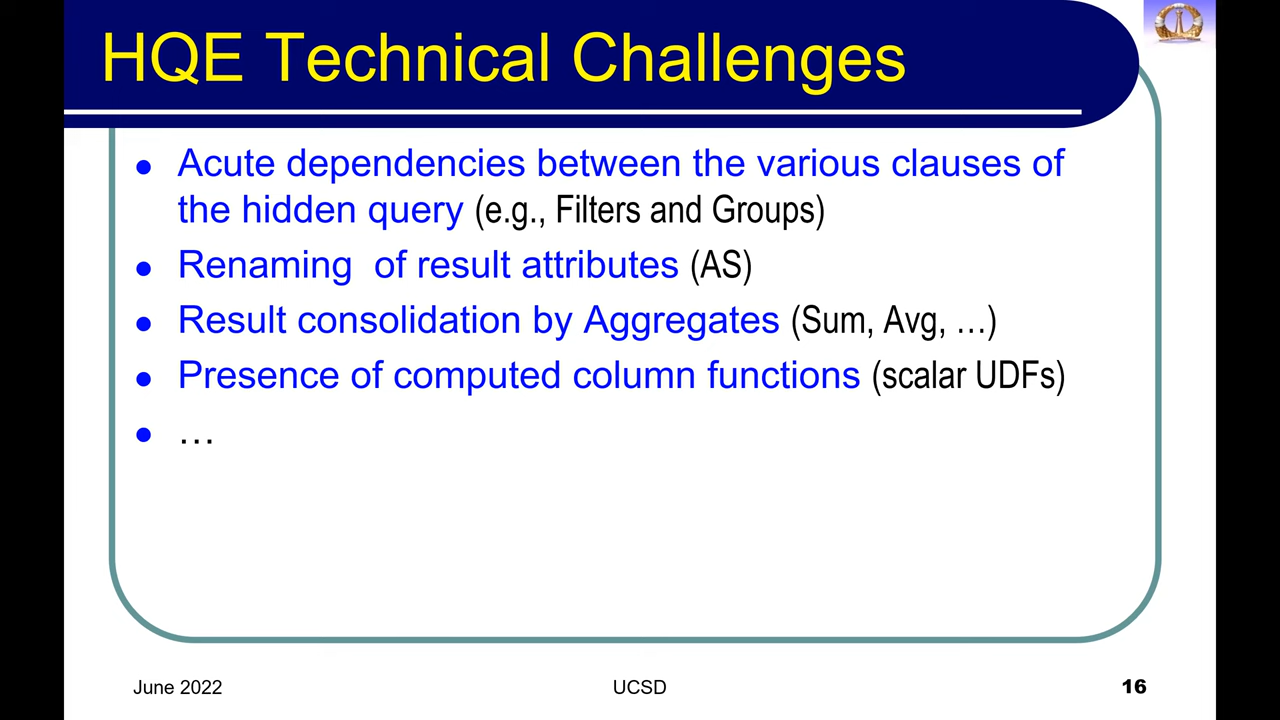 HQE Technical Challenges
● Acute dependencies between the various clauses of
the hidden query (e.g., Filters and Groups)
● Renaming of result attributes (AS)
● Result consolidation by Aggregates (Sum, Avg, …)
● Presence of computed column functions (scalar UDFs)
● …
June 2022
UCSD
16